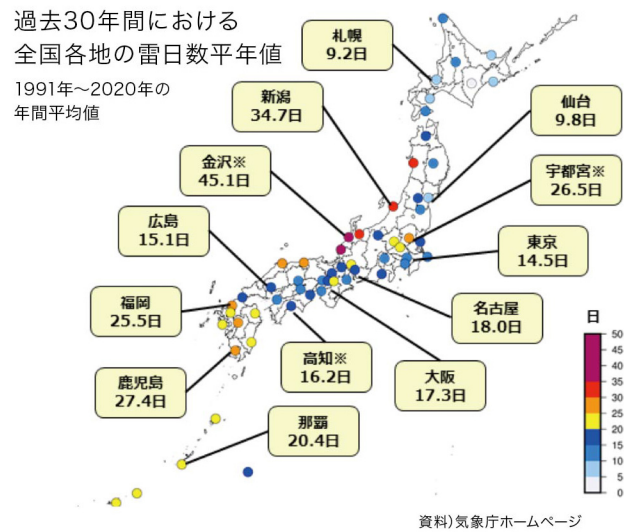 過去30年間における
全国各地の雷日数平年値
1991年～2020年の
年間平均値
札幌
9.2日
新潟
34.7日
仙台
9.8日
金沢※
45.1日
宇都宮※
26.5日
広島
15.1日
東京
14.5日
福岡
25.5日
名古屋
18.0日
高知※
16.2日
大阪
17.3日
鹿児島
27.4日
那覇
20.4日
日
50
45
40
35
30
25
20
15
10
5
0
資料)気象庁ホームページ